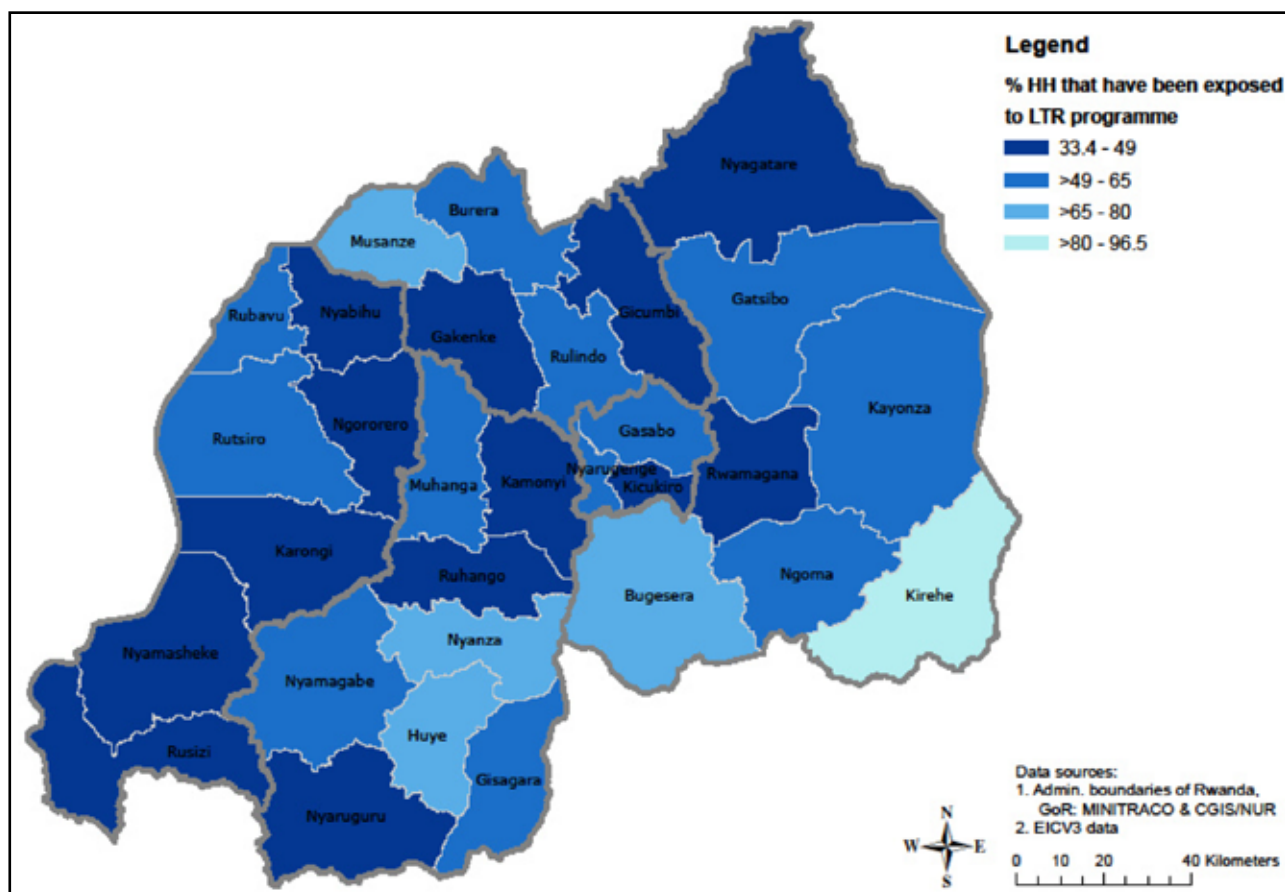 Legend
% HH that have been exposed
to LTR programme
33.4 - 49
>49 - 65
>65 - 80
>80 - 96.5
Nyagatare
Burera
Musanze
Gatsibo
Rubavu
Nyabihu
Gicumbi
Gakenke
Rulindo
Kayonza
Gasabo
Rutsiro
Ngororero
Nyarugenge
Rwamagana
Muhanga
Kamonyi
Kicukiro
Karongi
Ruhango
Ngoma
Bugesera
Kirehe
Nyanza
Nyamasheke
Nyamagabe
Huye
Rusizi
Gisagara
Nyaruguru
Data sources:
1. Admin. boundaries of Rwanda,
GoR: MINITRACO & CGIS/NUR
2. EICV3 data
N
W E
S
0 10 20 40 Kilometers